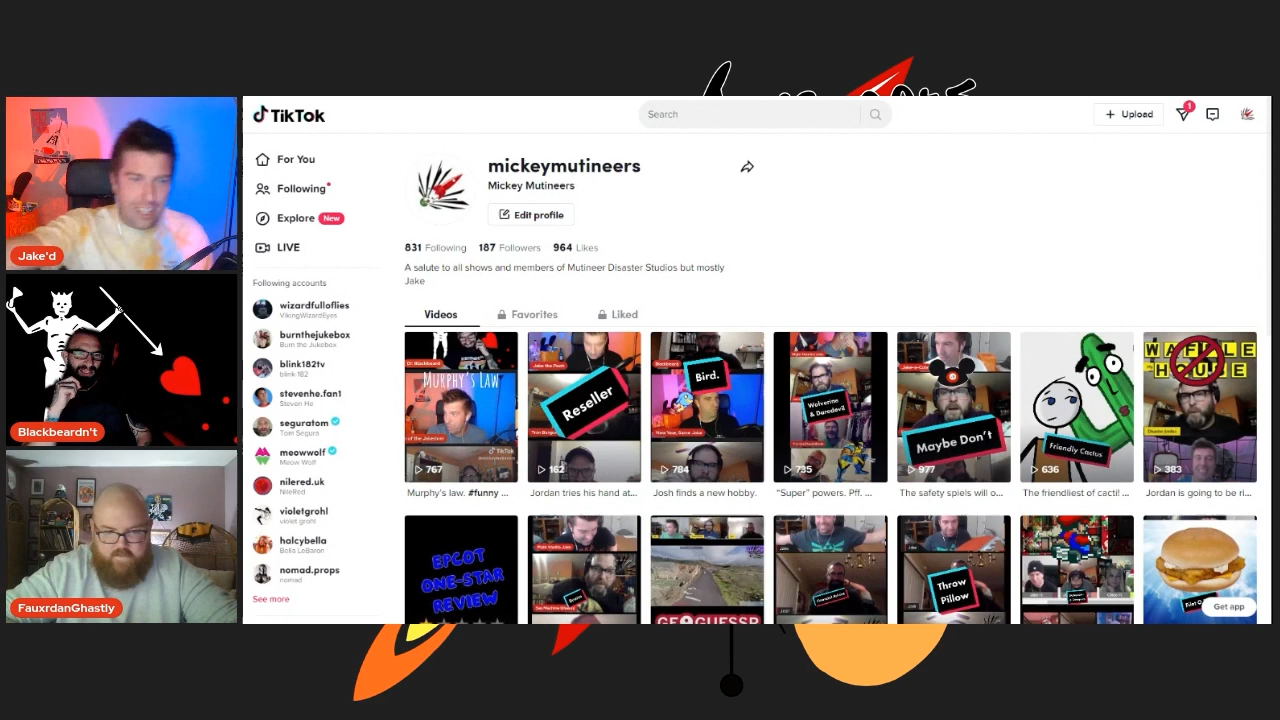 TikTok
Search
Upload
1
For You
Following
Explore New
LIVE
Following accounts
wizardfulloflies
VikingWizardEyes
burnthejukebox
Burn the Jukebox
blink182tv
blink-182
stevenhe.fan1
Steven He
seguratom
Tom Segura
meowwolf
Meow Wolf
nilered.uk
NileRed
violetgrohl
violet grohl
halcybella
Bella LeBaron
nomad.props
nomad
See more
mickeymutineers
Mickey Mutineers
Edit profile
831 Following 187 Followers 964 Likes
A salute to all shows and members of Mutineer Disaster Studios but mostly
Jake
Videos Favorites Liked
MURPHY'S LAW
767
Murphy's law. #funny ...
Reseller
162
Jordan tries his hand at...
Bird.
784
Josh finds a new hobby.
Wolverine
& Daredevil
735
"Super" powers. Pff. ...
Maybe Don't
977
The safety spiels will o...
Friendly Cactus
636
The friendliest of cacti! ...
WAFFLE
HOUSE
383
Jordan is going to be ri...
EPCOT
ONE-STAR
REVIEW
GEOGUESSR
Throw
Pillow
Get app
Jake'd
Blackbeardn't
FauxrdanGhastly